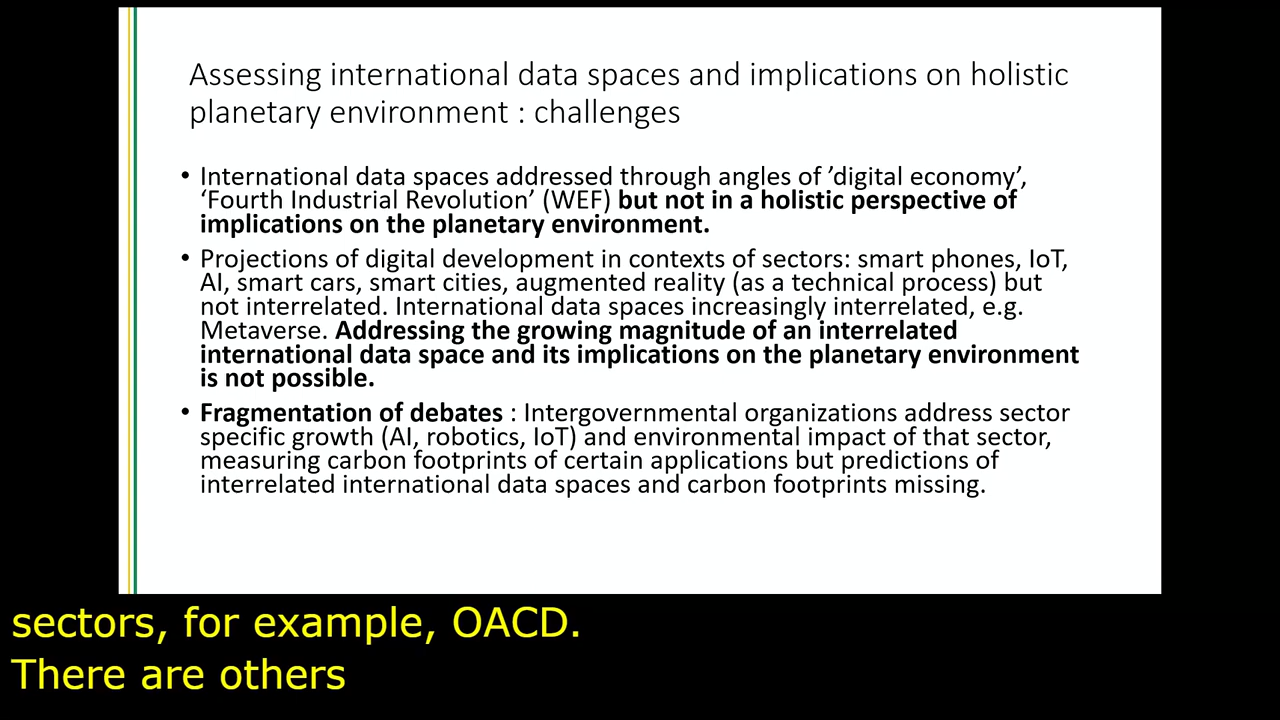 Assessing international data spaces and implications on holistic
planetary environment : challenges
• International data spaces addressed through angles of ’digital economy’,
‘Fourth Industrial Revolution’ (WEF) but not in a holistic perspective of
implications on the planetary environment.
• Projections of digital development in contexts of sectors: smart phones, IoT,
AI, smart cars, smart cities, augmented reality (as a technical process) but
not interrelated. International data spaces increasingly interrelated, e.g.
Metaverse. Addressing the growing magnitude of an interrelated
international data space and its implications on the planetary environment
is not possible.
• Fragmentation of debates : Intergovernmental organizations address sector
specific growth (AI, robotics, IoT) and environmental impact of that sector,
measuring carbon footprints of certain applications but predictions of
interrelated international data spaces and carbon footprints missing.
sectors, for example, OACD.
There are others